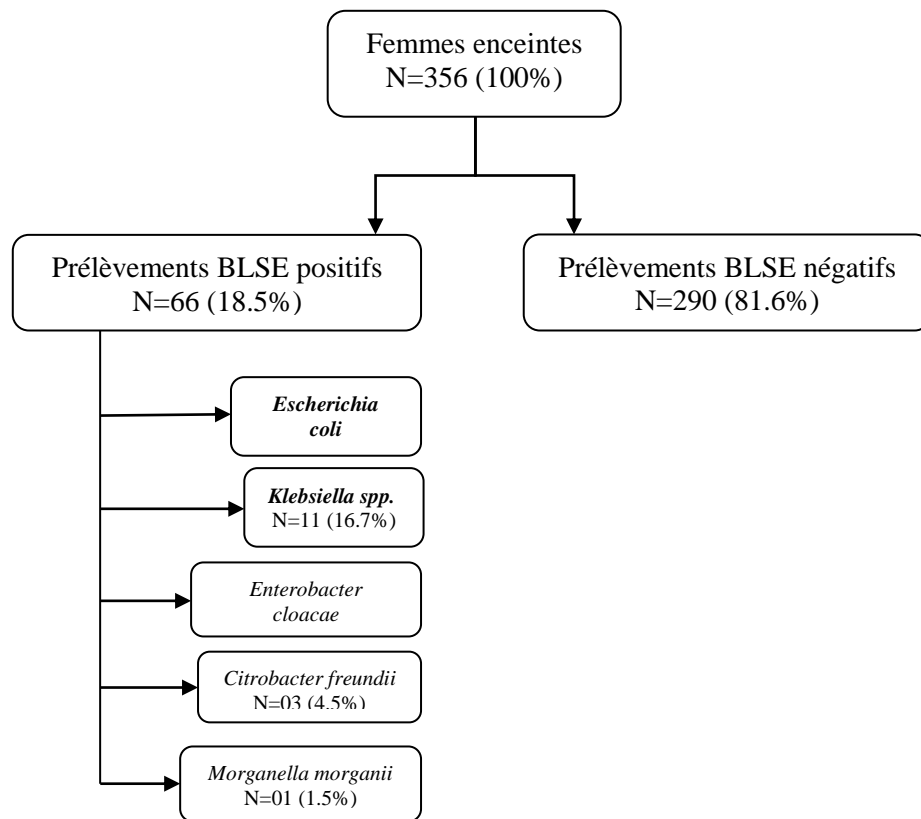 Femmes enceintes
N=356 (100%)
Prélèvements BLSE positifs
N=66 (18.5%)
Prélèvements BLSE négatifs
N=290 (81.6%)
Escherichia
coli
Klebsiella spp.
N=11 (16.7%)
Enterobacter
cloacae
Citrobacter freundii
N=03 (4.5%)
Morganella morganii
N=01 (1.5%)